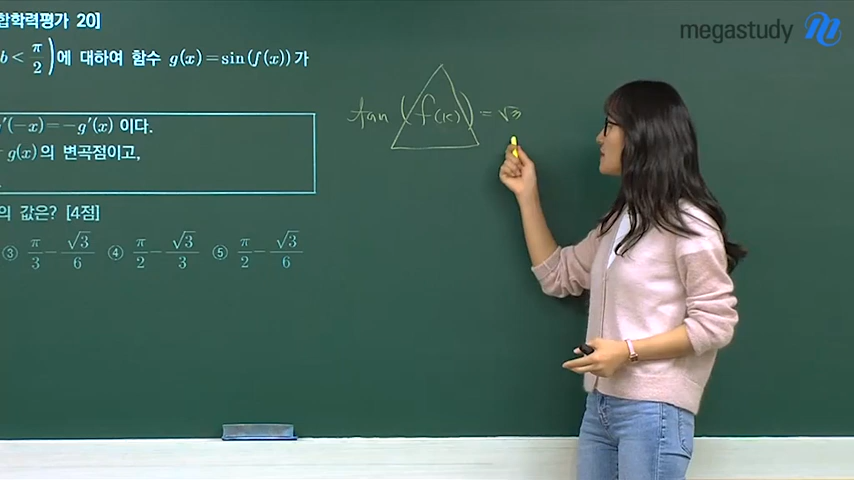 합학력평가 20]
megastudy
b < π/2)에 대하여 함수 g(x)=sin(f(x))가
tan (f(k)) = √3
g′(−x)=−g′(x) 이다.
g(x)의 변곡점이고,
의 값은? [4점]
③ π/3−√3/6 ④ π/2−√3/3 ⑤ π/2−√3/6